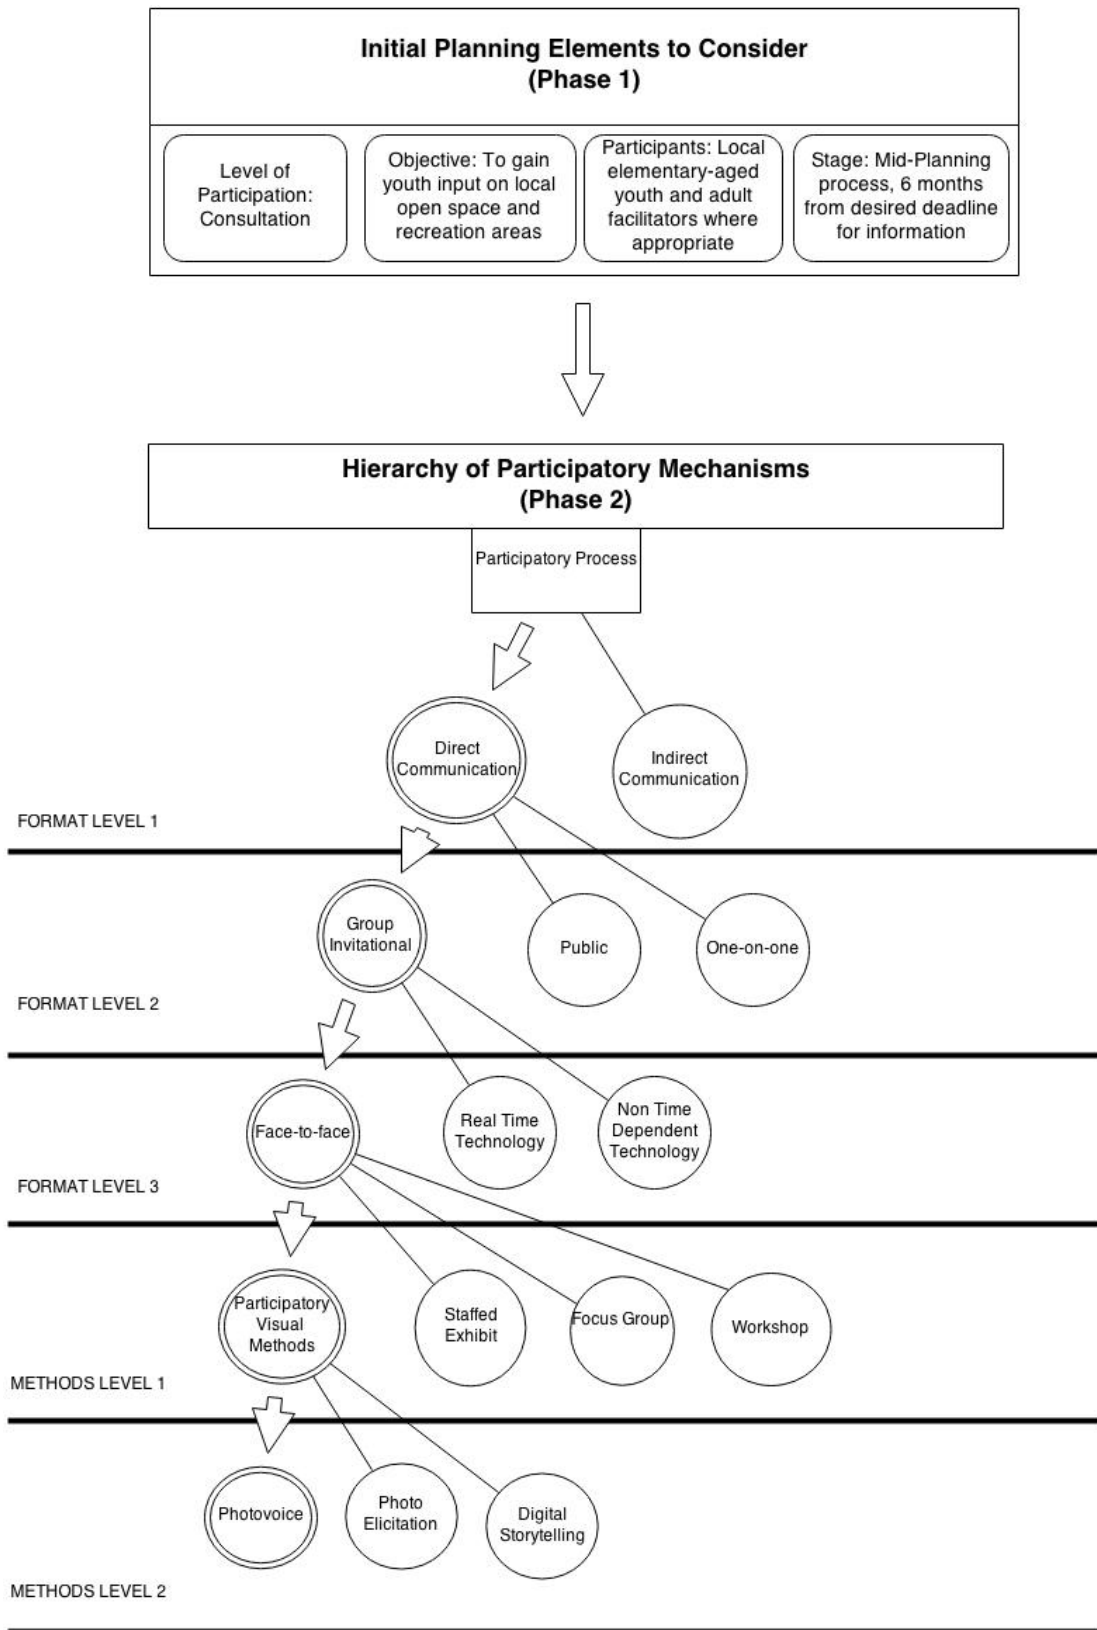 Initial Planning Elements to Consider
(Phase 1)
Level of
Participation:
Consultation
Objective: To gain
youth input on local
open space and
recreation areas
Participants: Local
elementary-aged
youth and adult
facilitators where
appropriate
Stage: Mid-Planning
process, 6 months
from desired deadline
for information
Hierarchy of Participatory Mechanisms
(Phase 2)
Participatory Process
Direct
Communication
Indirect
Communication
FORMAT LEVEL 1
Group
Invitational
Public
One-on-one
FORMAT LEVEL 2
Face-to-face
Real Time
Technology
Non Time
Dependent
Technology
FORMAT LEVEL 3
Participatory
Visual
Methods
Staffed
Exhibit
Focus Group
Workshop
METHODS LEVEL 1
Photovoice
Photo
Elicitation
Digital
Storytelling
METHODS LEVEL 2